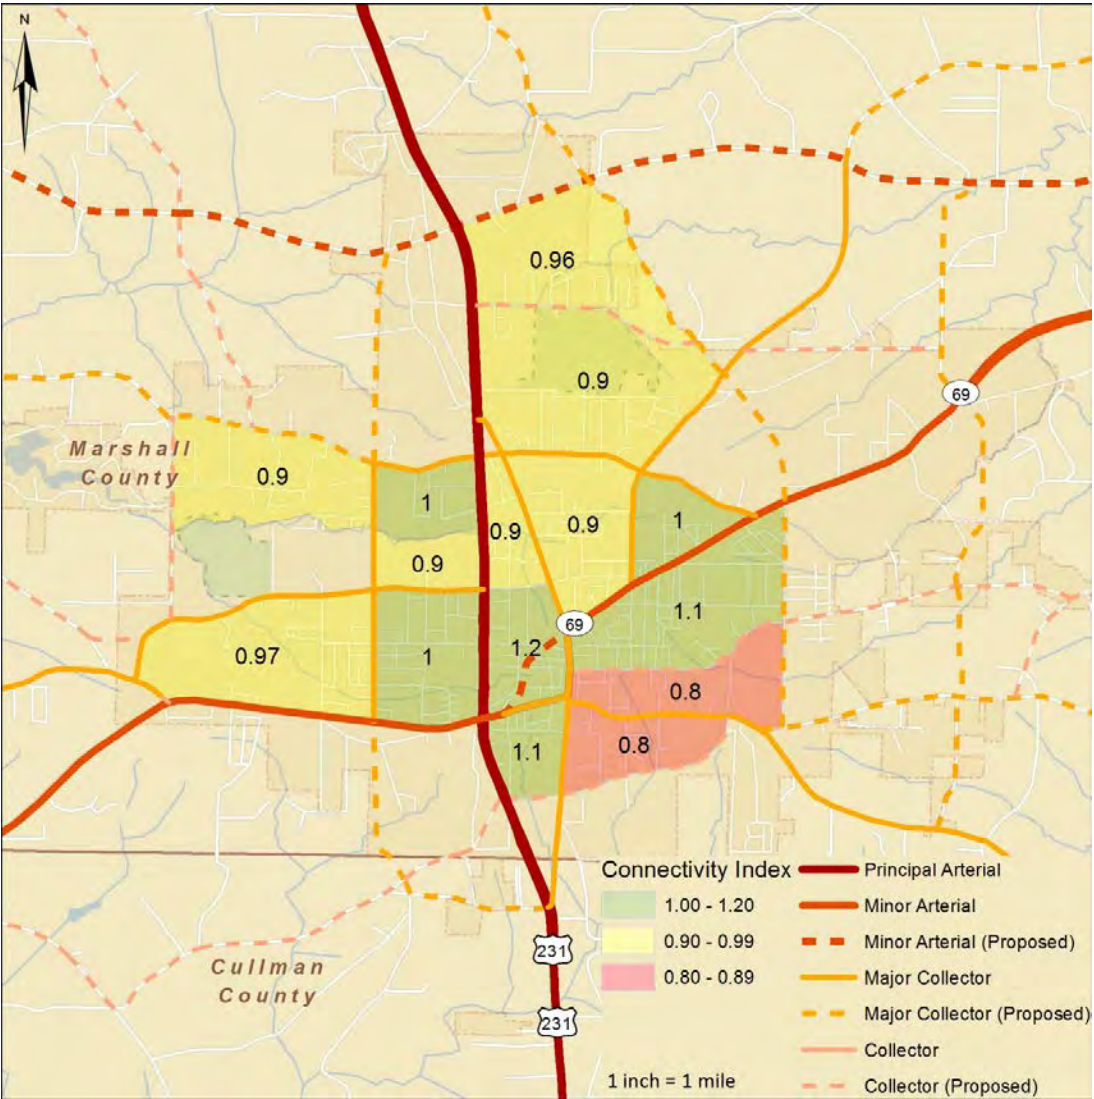 N
0.96
0.9
69
Marshall
County
0.9
1
0.9
0.9
1
0.9
1.1
69
0.97
1
1.2
0.8
1.1
0.8
Connectivity Index
1.00 - 1.20
0.90 - 0.99
0.80 - 0.89
Principal Arterial
Minor Arterial
Minor Arterial (Proposed)
Major Collector
Major Collector (Proposed)
Collector
Collector (Proposed)
231
Cullman
County
231
1 inch = 1 mile